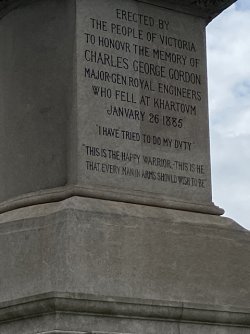 ERECTED BY
THE PEOPLE OF VICTORIA
TO HONOVR THE MEMORY OF
CHARLES GEORGE GORDON
MAJOR-GEN ROYAL ENGINEERS
WHO FELL AT KHARTOVM
JANVARY 26 1885
"I HAVE TRIED TO DO MY DVTY"
"THIS IS THE HAPPY WARRIOR,-THIS IS HE
THAT EVERY MAN IN ARMS SHOVLD WISH TO BE"